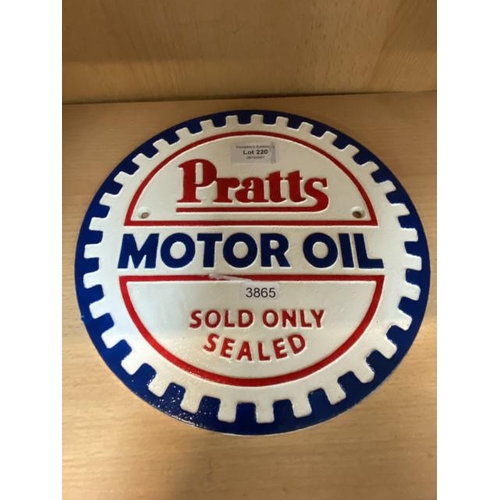 Lot 220
Pratts
MOTOR OIL
3865
SOLD ONLY
SEALED